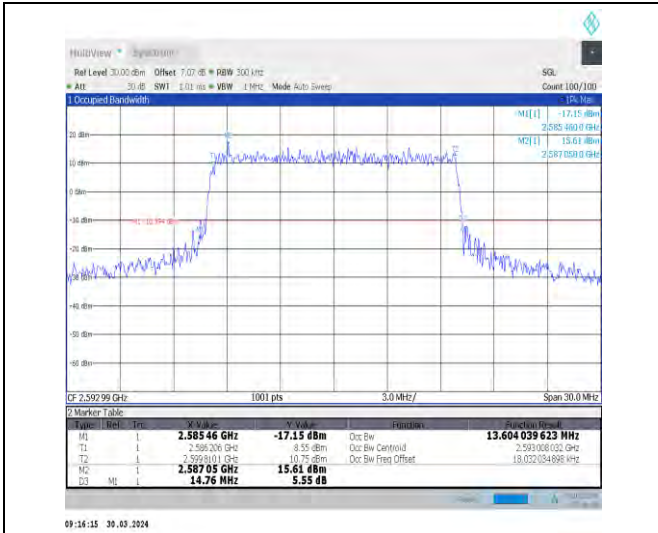 MultiView Spectrum
Ref Level 30.00 dBm Offset 7.07 dB RBW 300 kHz SGL
Att 30 dB SWT 1.01 ms VBW 1 MHz Mode Auto Sweep Count 100/100
1 Occupied Bandwidth 1Pk Max
M1[1] -17.15 dBm
2.585 460 0 GHz
M2[1] 15.61 dBm
2.587 050 0 GHz
20 dBm
10 dBm
0 dBm
-10 dBm
-20 dBm
-30 dBm
-40 dBm
-50 dBm
-60 dBm
CF 2.592 99 GHz 1001 pts 3.0 MHz/ Span 30.0 MHz
2 Marker Table
Type Ref Trc X-Value Y-Value Function Function Result
M1 1 2.585 46 GHz -17.15 dBm Occ Bw 13.604 039 623 MHz
T1 1 2.586 206 GHz 8.55 dBm Occ Bw Centroid 2.593 008 032 GHz
T2 1 2.599 810 1 GHz 10.75 dBm Occ Bw Freq Offset 18.032 034 898 kHz
M2 1 2.587 05 GHz 15.61 dBm
D3 M1 1 14.76 MHz 5.55 dB
09:16:15 30.03.2024